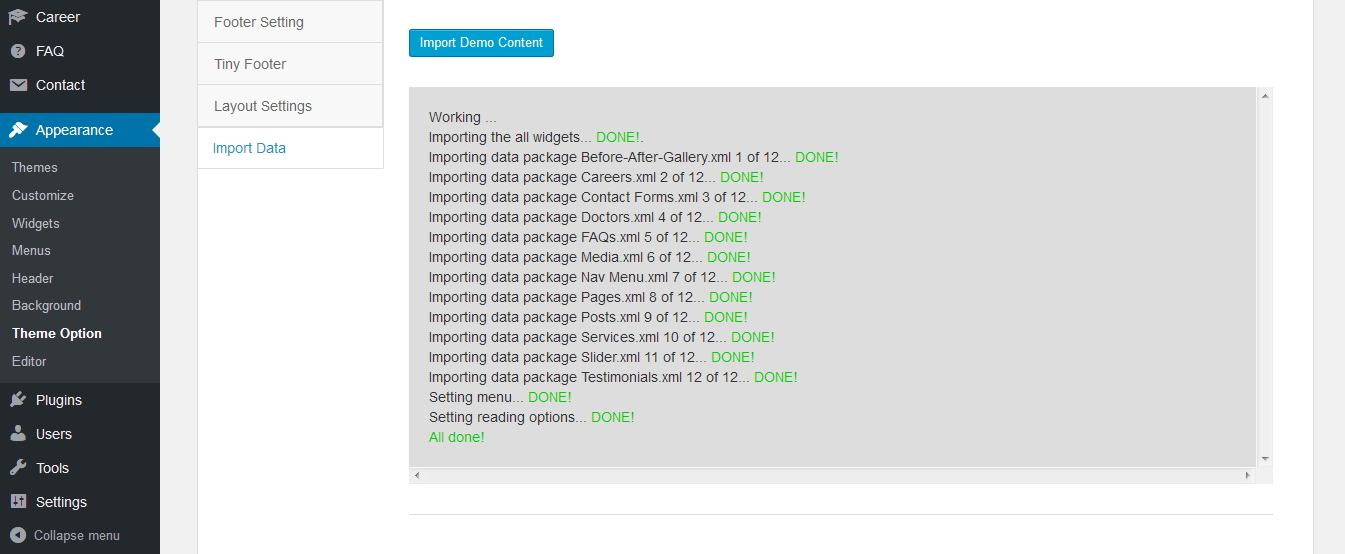 Career
FAQ
Contact
Appearance
Themes
Customize
Widgets
Menus
Header
Background
Theme Option
Editor
Plugins
Users
Tools
Settings
Collapse menu
Footer Setting
Tiny Footer
Layout Settings
Import Data
Import Demo Content
Working ...
Importing the all widgets... DONE!.
Importing data package Before-After-Gallery.xml 1 of 12... DONE!
Importing data package Careers.xml 2 of 12... DONE!
Importing data package Contact Forms.xml 3 of 12... DONE!
Importing data package Doctors.xml 4 of 12... DONE!
Importing data package FAQs.xml 5 of 12... DONE!
Importing data package Media.xml 6 of 12... DONE!
Importing data package Nav Menu.xml 7 of 12... DONE!
Importing data package Pages.xml 8 of 12... DONE!
Importing data package Posts.xml 9 of 12... DONE!
Importing data package Services.xml 10 of 12... DONE!
Importing data package Slider.xml 11 of 12... DONE!
Importing data package Testimonials.xml 12 of 12... DONE!
Setting menu... DONE!
Setting reading options... DONE!
All done!